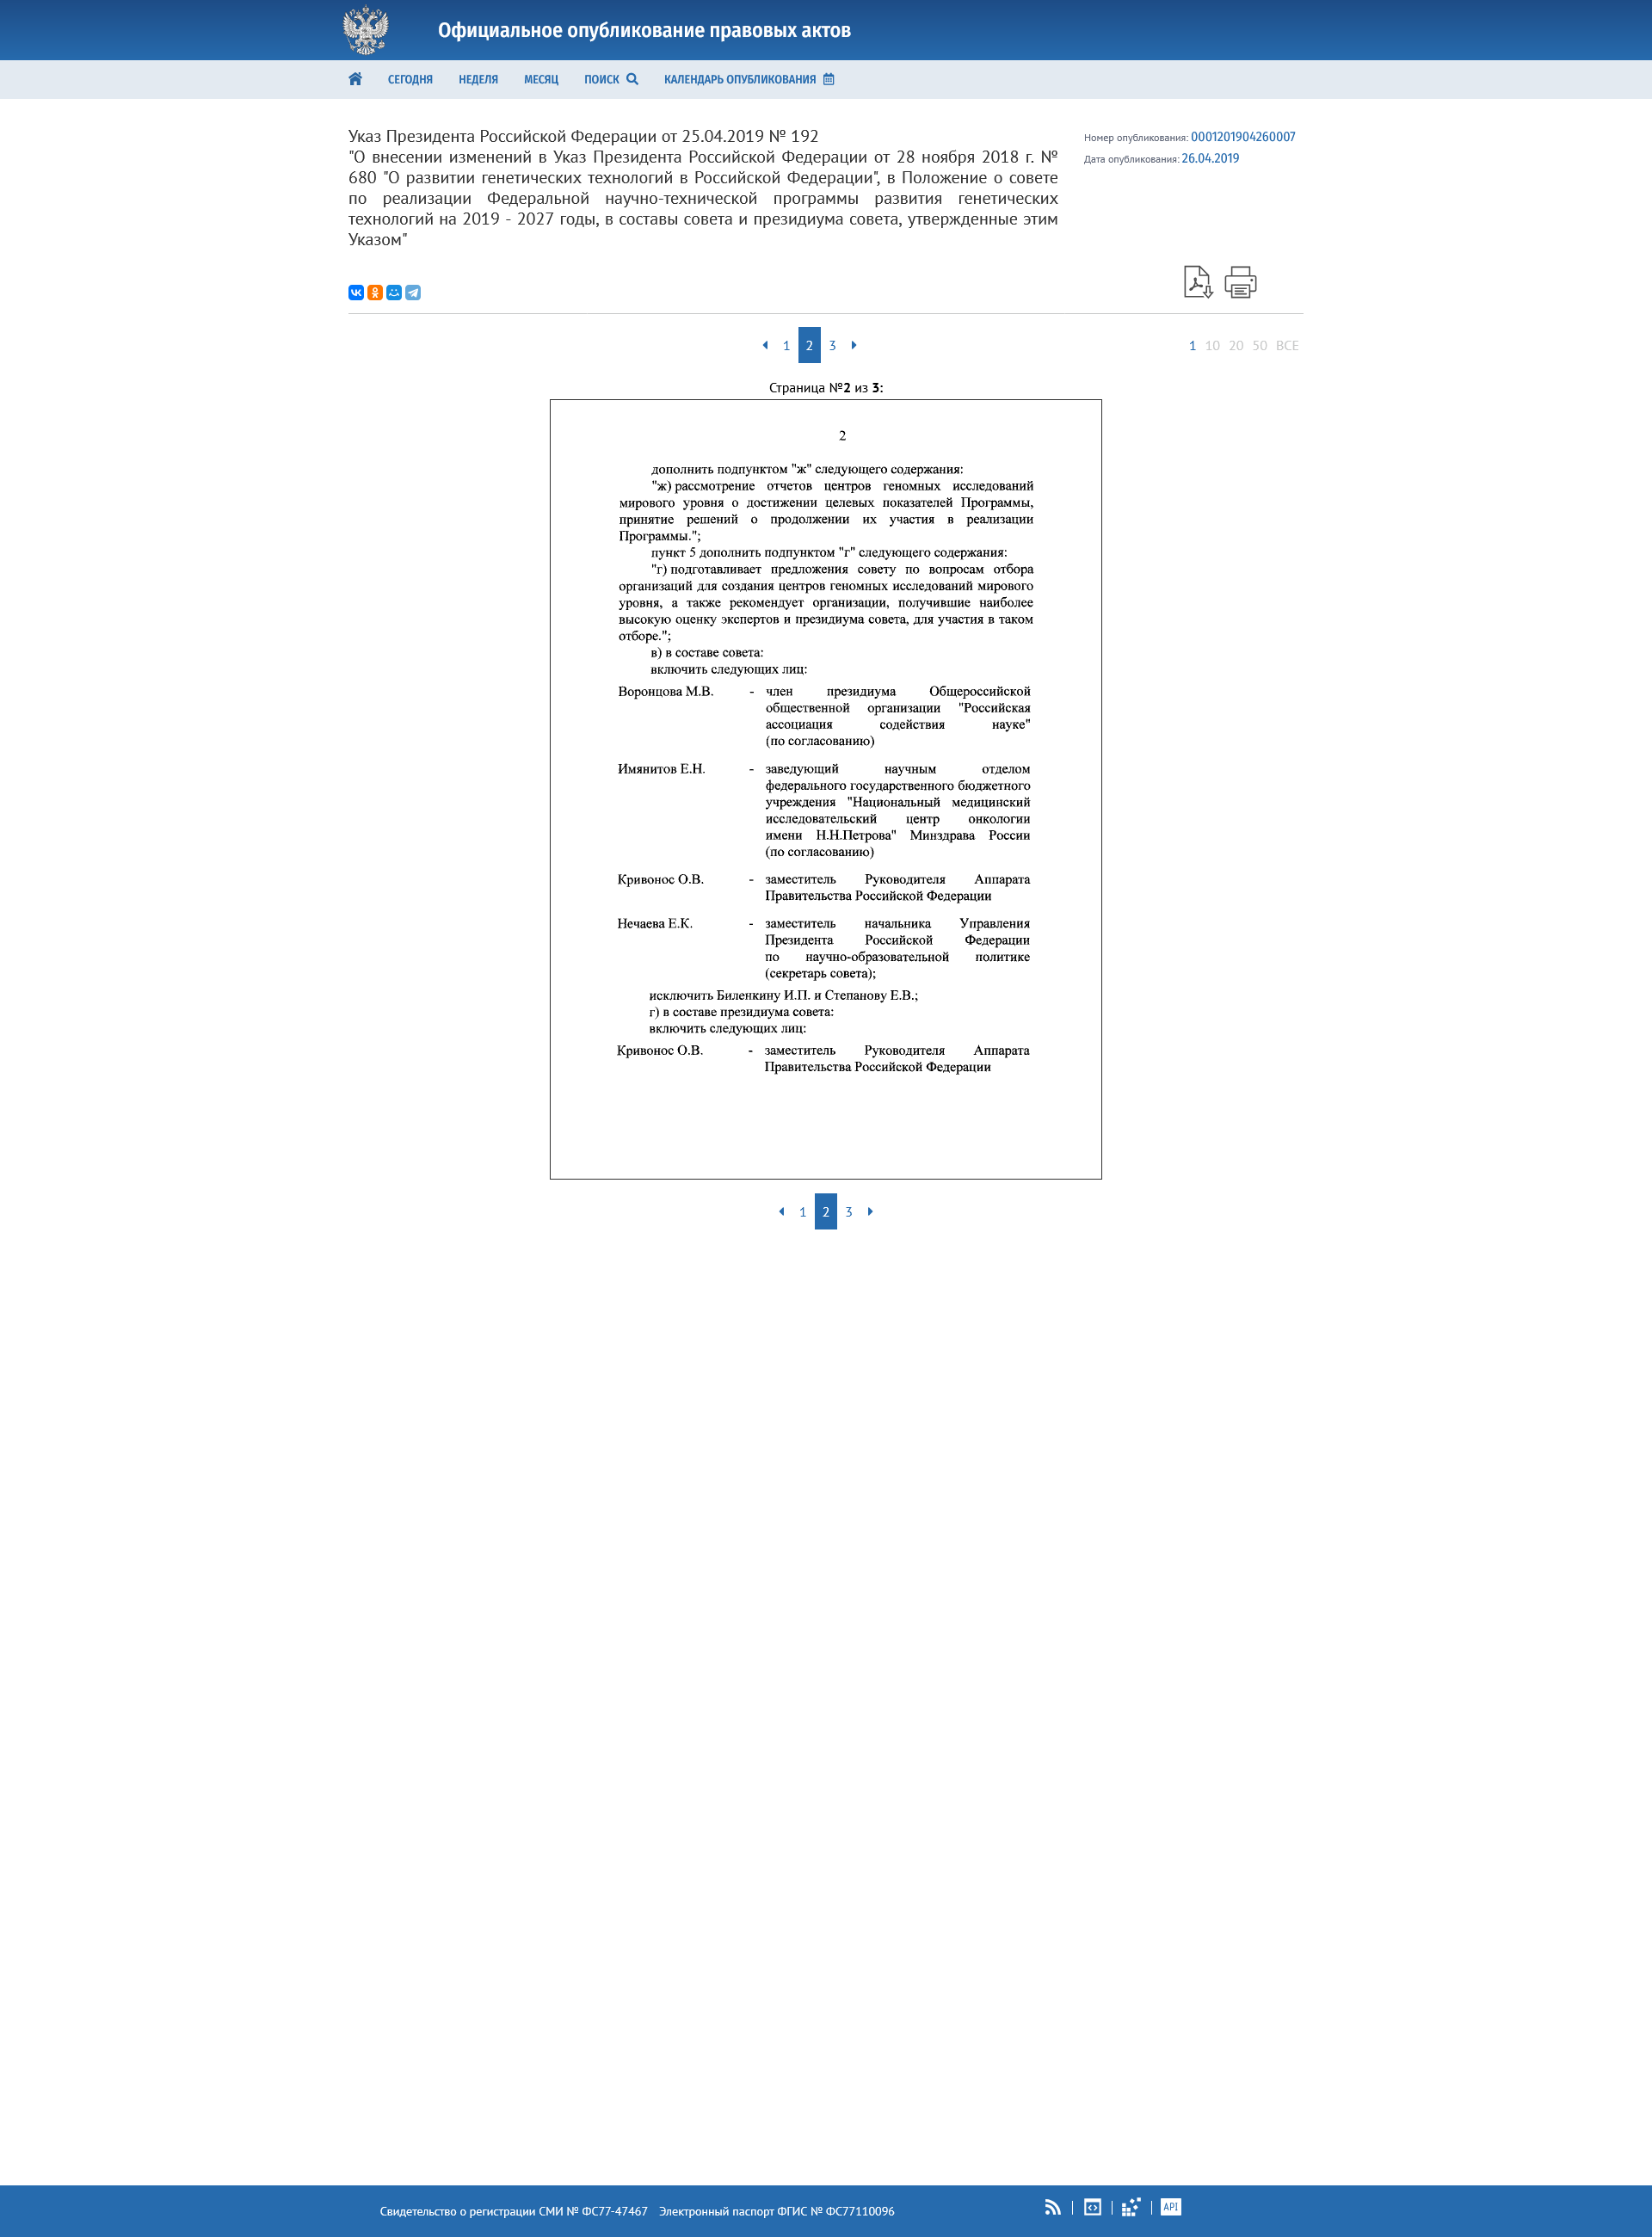 Официальное опубликование правовых актов
СЕГОДНЯ НЕДЕЛЯ МЕСЯЦ ПОИСК КАЛЕНДАРЬ ОПУБЛИКОВАНИЯ
Указ Президента Российской Федерации от 25.04.2019 № 192
"О внесении изменений в Указ Президента Российской Федерации от 28 ноября 2018 г. №
680 "О развитии генетических технологий в Российской Федерации", в Положение о совете
по реализации Федеральной научно-технической программы развития генетических
технологий на 2019 - 2027 годы, в составы совета и президиума совета, утвержденные этим
Указом"
Номер опубликования: 0001201904260007
Дата опубликования: 26.04.2019
1 2 3
1 10 20 50 ВСЕ
Страница №2 из 3:
2
дополнить подпунктом "ж" следующего содержания:
"ж) рассмотрение отчетов центров геномных исследований
мирового уровня о достижении целевых показателей Программы,
принятие решений о продолжении их участия в реализации
Программы.";
пункт 5 дополнить подпунктом "г" следующего содержания:
"г) подготавливает предложения совету по вопросам отбора
организаций для создания центров геномных исследований мирового
уровня, а также рекомендует организации, получившие наиболее
высокую оценку экспертов и президиума совета, для участия в таком
отборе.";
в) в составе совета:
включить следующих лиц:
Воронцова М.В. - член президиума Общероссийской
общественной организации "Российская
ассоциация содействия науке"
(по согласованию)
Имянитов Е.Н. - заведующий научным отделом
федерального государственного бюджетного
учреждения "Национальный медицинский
исследовательский центр онкологии
имени Н.Н.Петрова" Минздрава России
(по согласованию)
Кривонос О.В. - заместитель Руководителя Аппарата
Правительства Российской Федерации
Нечаева Е.К. - заместитель начальника Управления
Президента Российской Федерации
по научно-образовательной политике
(секретарь совета);
исключить Биленкину И.П. и Степанову Е.В.;
г) в составе президиума совета:
включить следующих лиц:
Кривонос О.В. - заместитель Руководителя Аппарата
Правительства Российской Федерации
1 2 3
Свидетельство о регистрации СМИ № ФС77-47467 Электронный паспорт ФГИС № ФС77110096
API